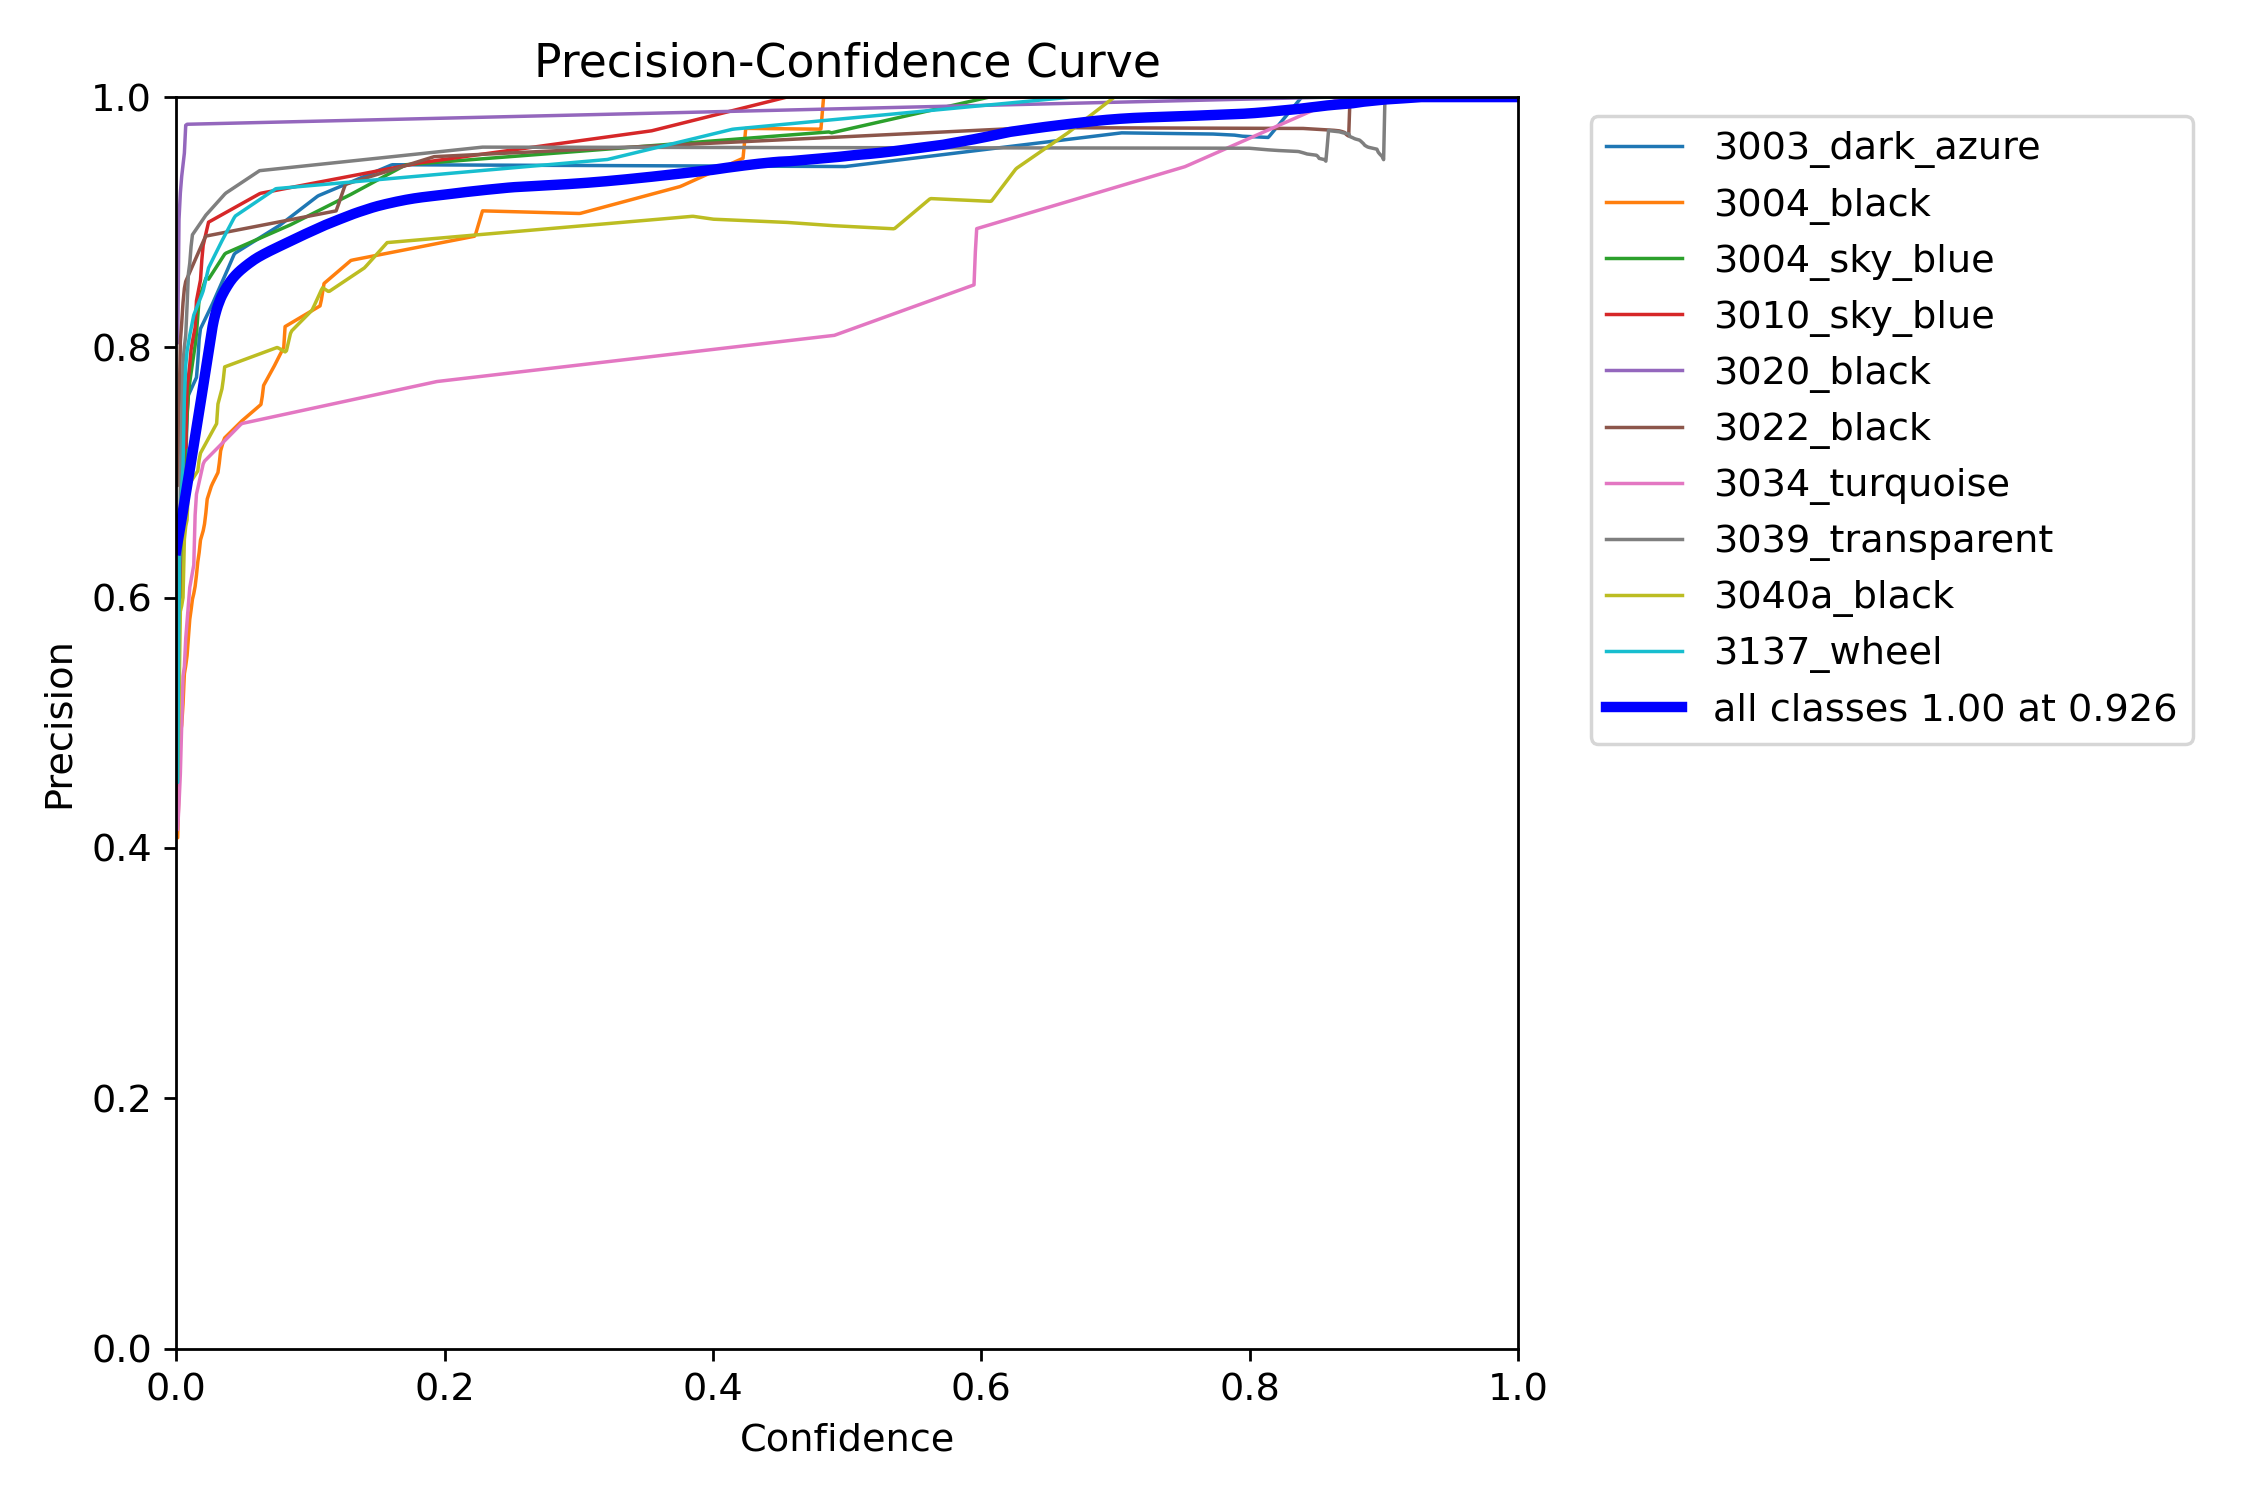 Precision-Confidence Curve
1.0
0.8
0.6
0.4
0.2
0.0
Precision
0.0 0.2 0.4 0.6 0.8 1.0
Confidence
3003_dark_azure
3004_black
3004_sky_blue
3010_sky_blue
3020_black
3022_black
3034_turquoise
3039_transparent
3040a_black
3137_wheel
all classes 1.00 at 0.926